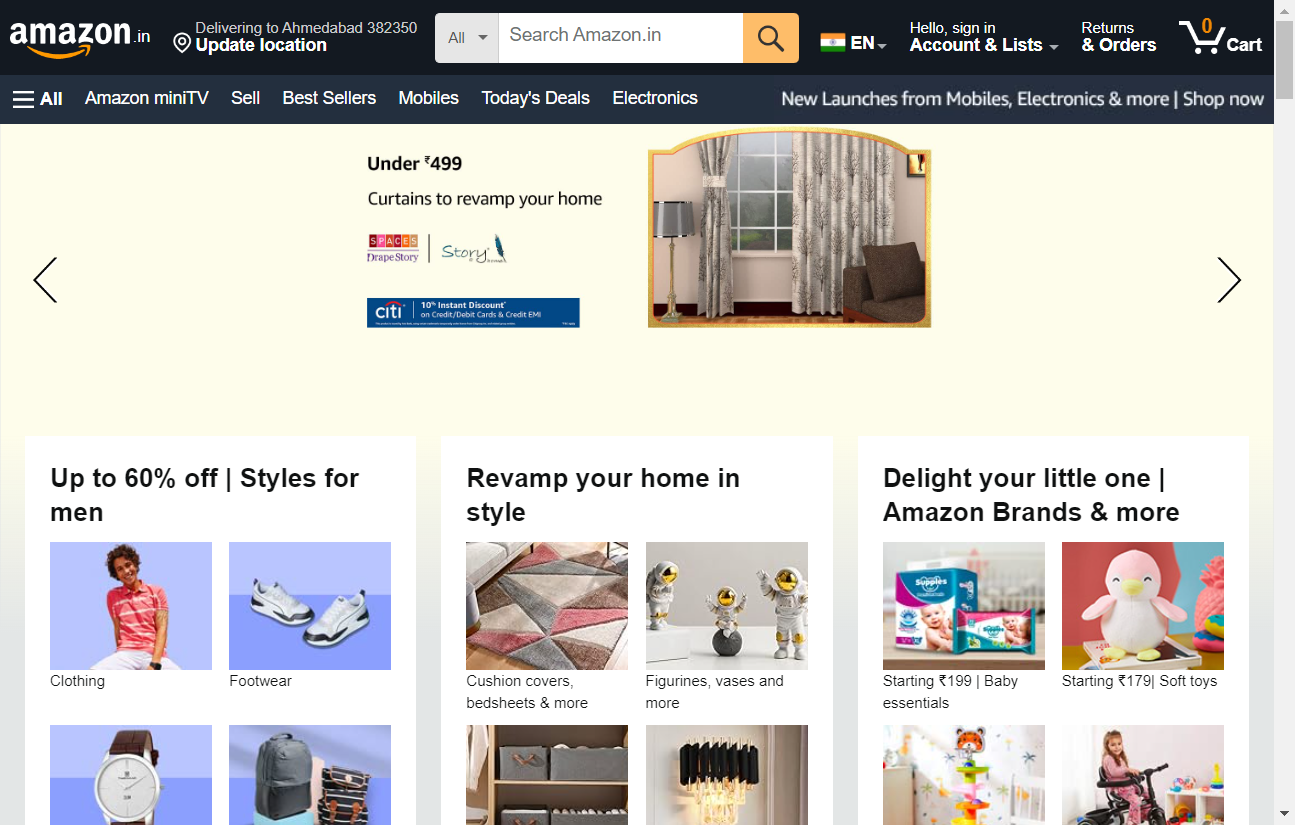 amazon.in
Delivering to Ahmedabad 382350
Update location
All
Search Amazon.in
EN
Hello, sign in
Account & Lists
Returns
& Orders
0
Cart
All
Amazon miniTV
Sell
Best Sellers
Mobiles
Today's Deals
Electronics
New Launches from Mobiles, Electronics & more | Shop now
Under ₹499
Curtains to revamp your home
SPACES
DrapeStory
Story
citi
10% Instant Discount*
on Credit/Debit Cards & Credit EMI
Up to 60% off | Styles for
men
Clothing
Footwear
Revamp your home in
style
Cushion covers,
bedsheets & more
Figurines, vases and
more
Delight your little one |
Amazon Brands & more
Supples
Supples
Starting ₹199 | Baby
essentials
Starting ₹179| Soft toys